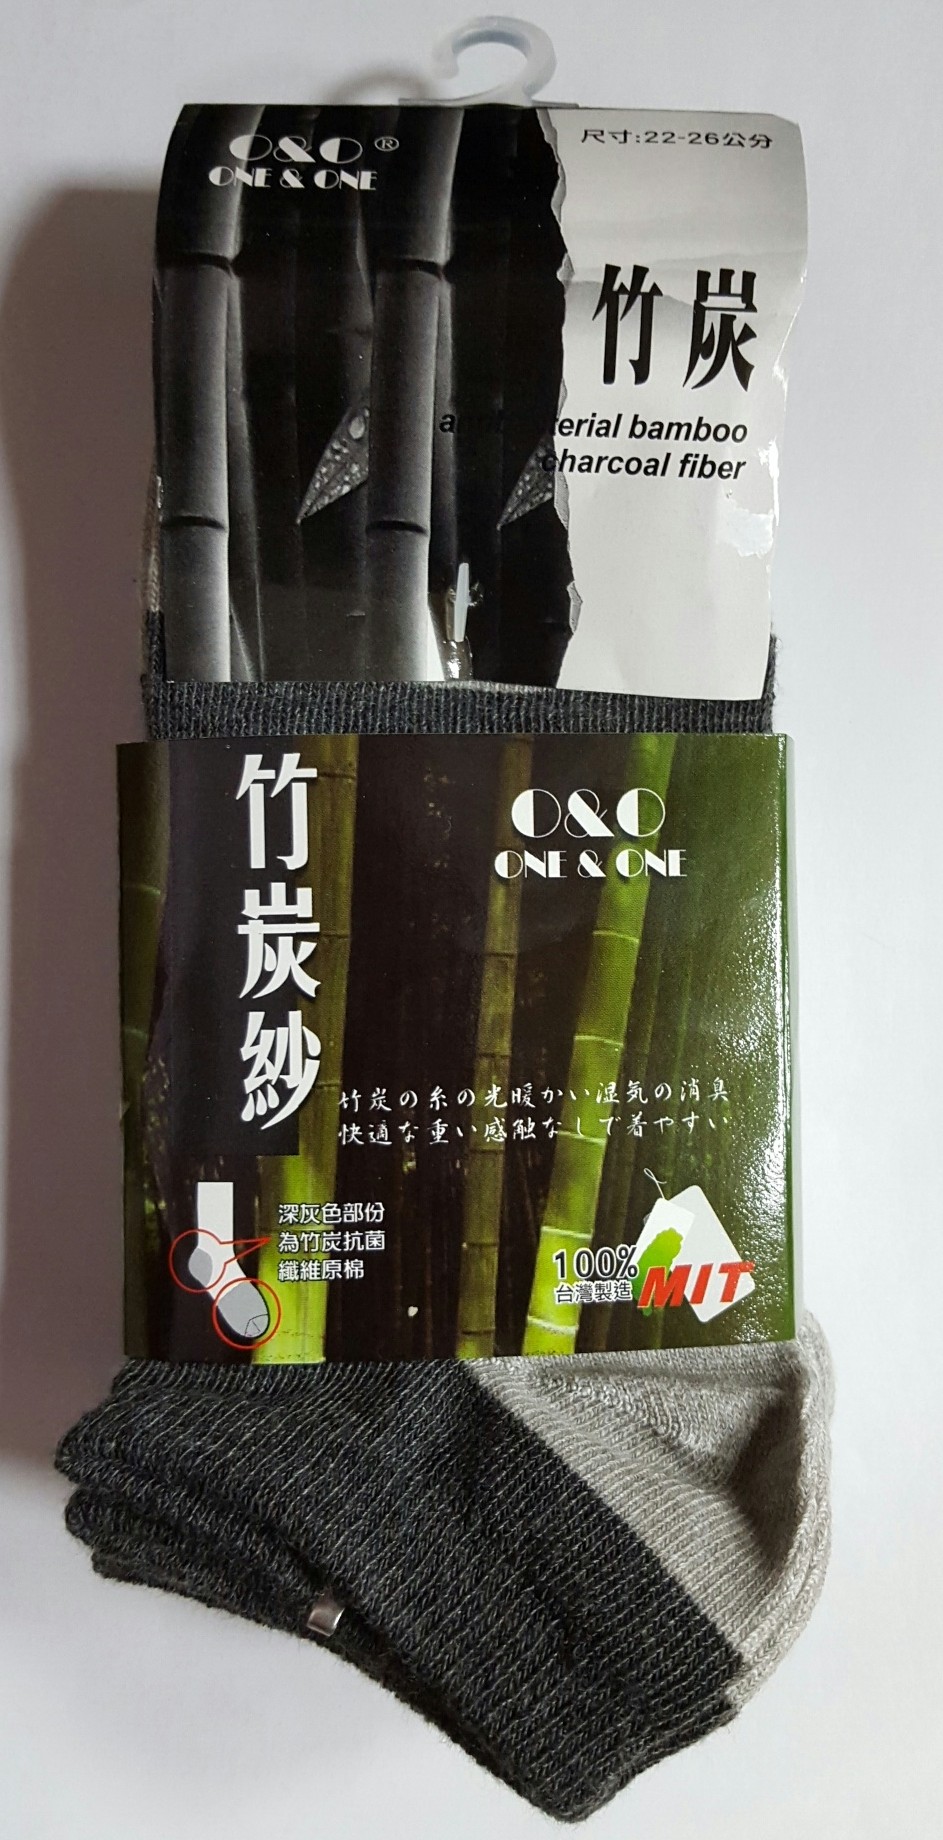 O&O®
ONE & ONE
尺寸:22-26公分
竹炭
erial bamboo
charcoal fiber
竹炭紗
O&O
ONE & ONE
竹炭の糸の光暖かい湿気の消臭
快適な重い感触なしで着やすい
深灰色部份
為竹炭抗菌
纖維原棉
100%
台灣製造
MIT